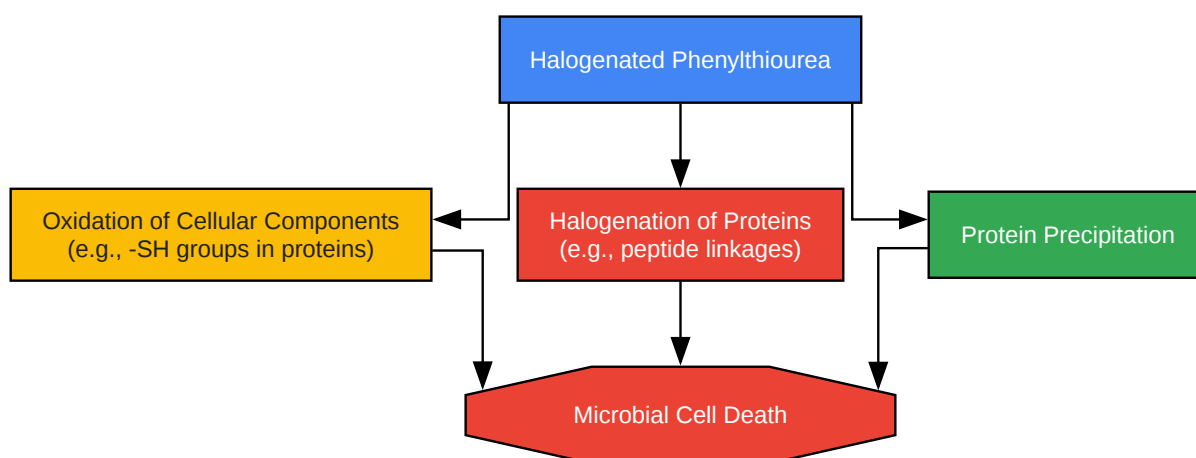 Halogenated Phenylthiourea
Oxidation of Cellular Components
(e.g., -SH groups in proteins)
Halogenation of Proteins
(e.g., peptide linkages)
Protein Precipitation
Microbial Cell Death